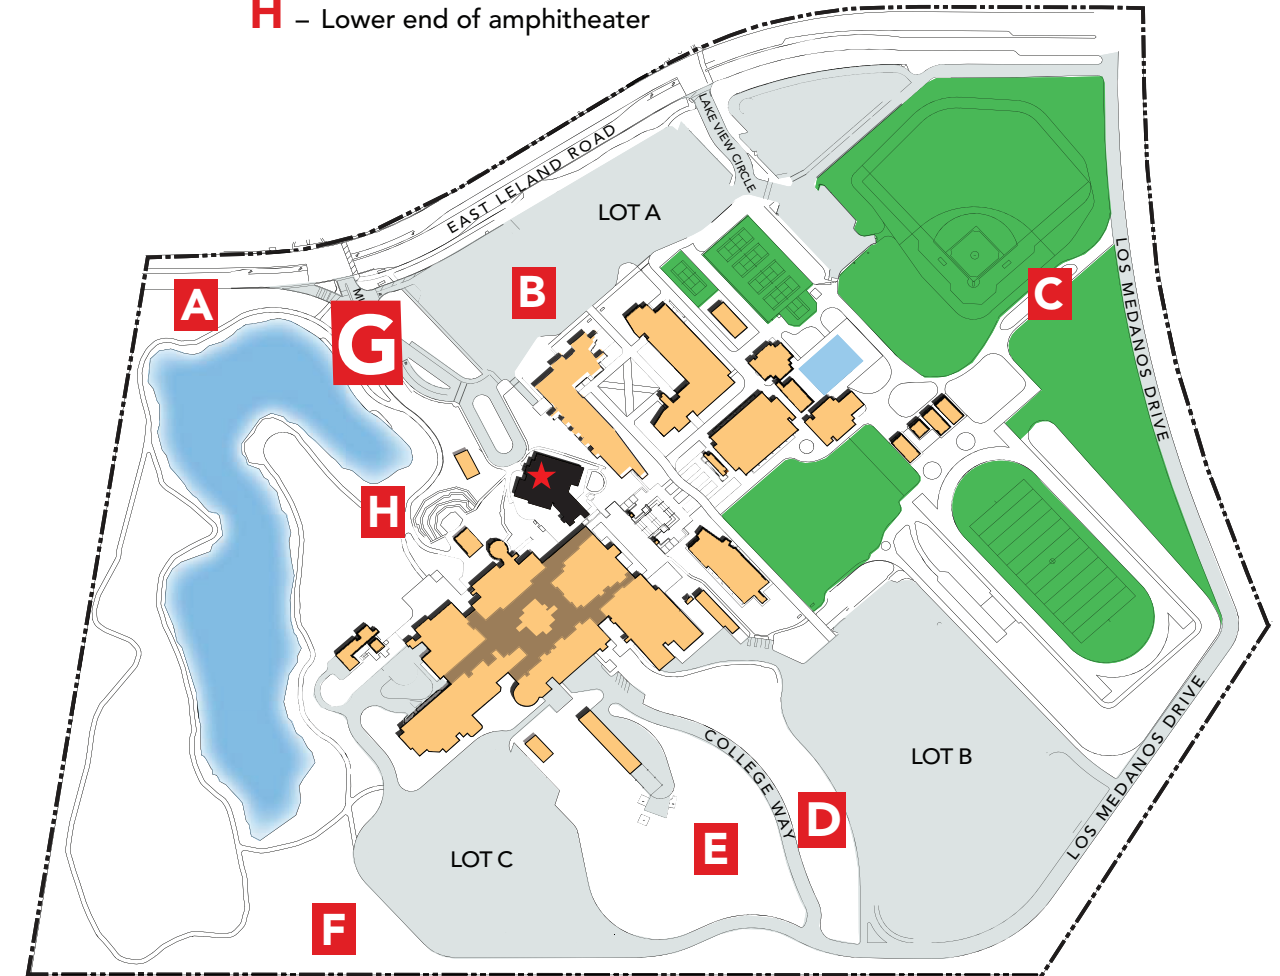 H – Lower end of amphitheater
LAKE VIEW CIRCLE
EAST LELAND ROAD
LOT A
LOS MEDANOS DRIVE
A
B
C
G
H
COLLEGE WAY
LOT B
LOS MEDANOS DRIVE
D
E
LOT C
F